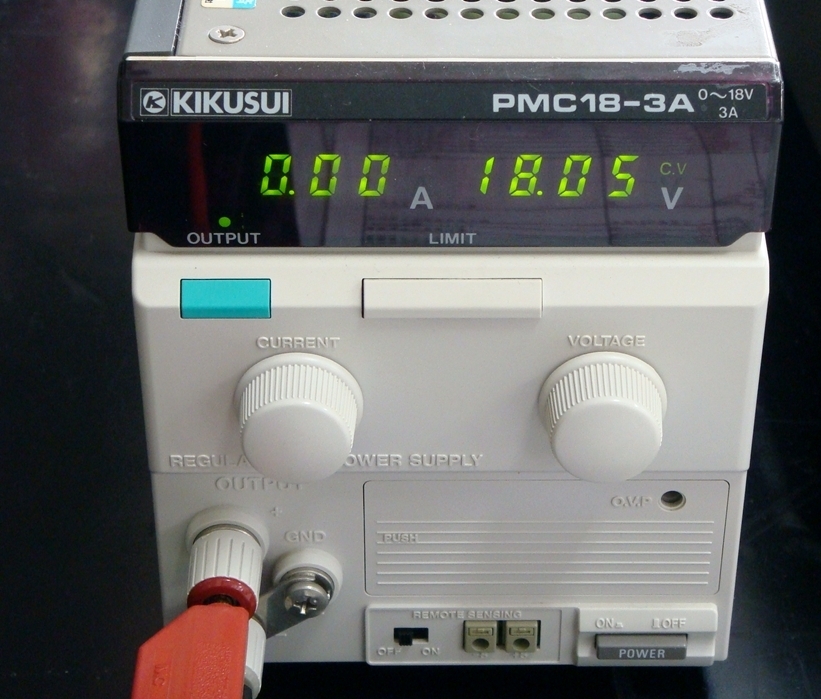 KIKUSUI PMC18-3A 0~18V
3A
0.00 A 18.05 V C.V
OUTPUT LIMIT
CURRENT VOLTAGE
POWER SUPPLY
OUTPUT
+
GND
O.V.P
PUSH
REMOTE SENSING
OFF ON
ON OFF
POWER